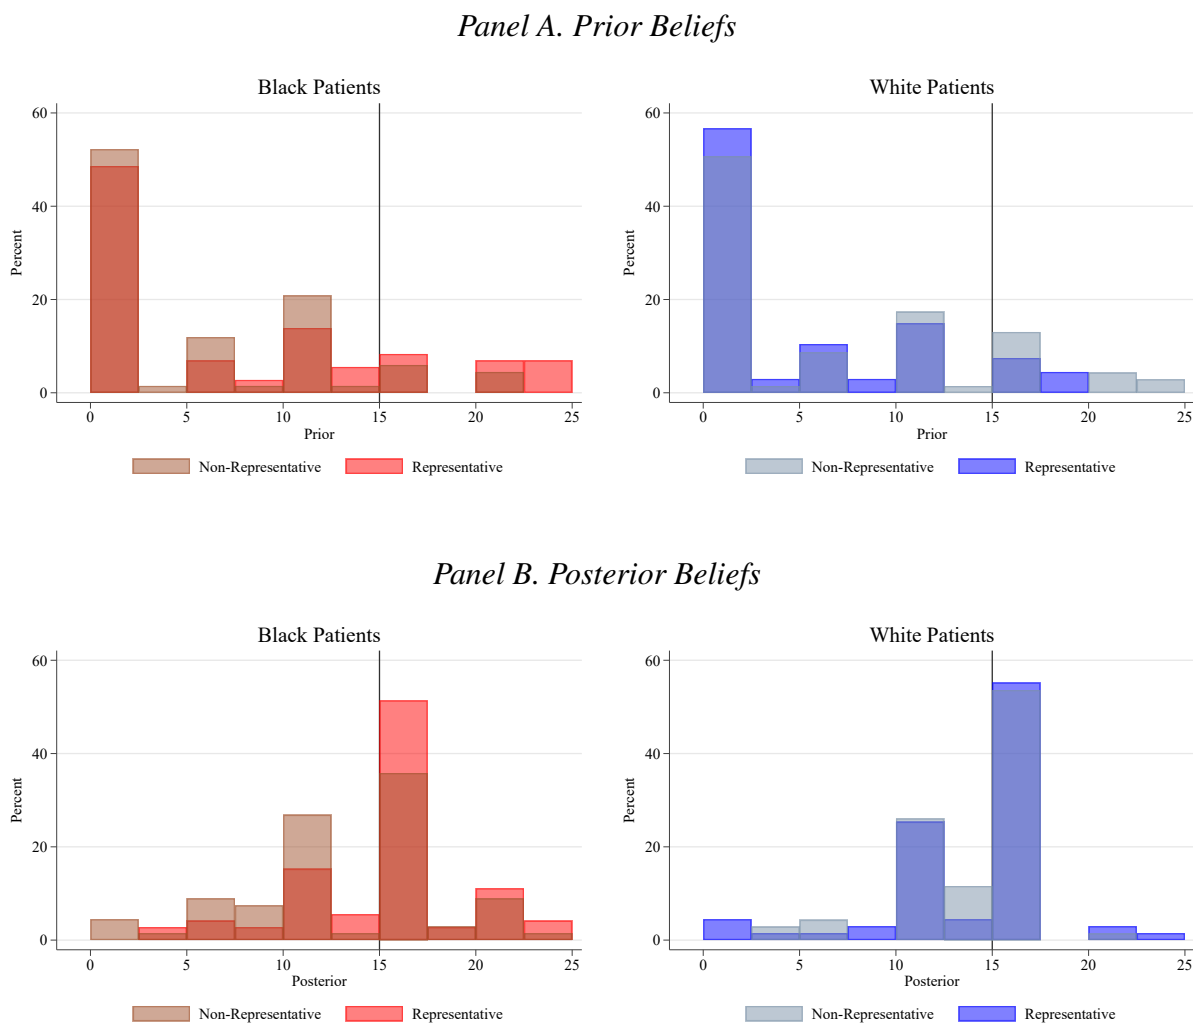 Panel A. Prior Beliefs
Black Patients
60
40
20
0
Percent
0 5 10 15 20 25
Prior
Non-Representative Representative
White Patients
60
40
20
0
Percent
0 5 10 15 20 25
Prior
Non-Representative Representative
Panel B. Posterior Beliefs
Black Patients
60
40
20
0
Percent
0 5 10 15 20 25
Posterior
Non-Representative Representative
White Patients
60
40
20
0
Percent
0 5 10 15 20 25
Posterior
Non-Representative Representative